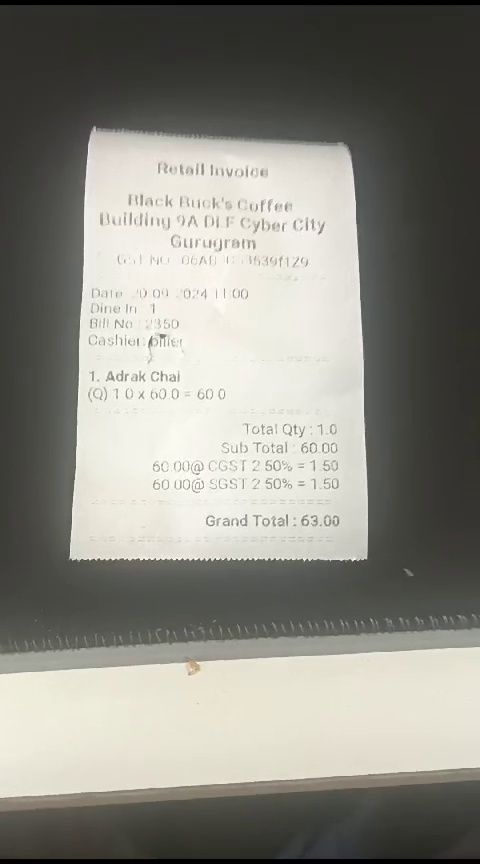 Retail Invoice
Black Buck's Coffee
Building 9A DLF Cyber City
Gurugram
GST NO
Date 20 09 2024 11:00
Dine In 1
Bill No : 2350
Cashier: biller
1. Adrak Chai
(Q) 1 0 x 60 0 = 60 0
Total Qty : 1.0
Sub Total : 60.00
60 00@ CGST 2 50% = 1.50
60 00@ SGST 2 50% = 1.50
Grand Total : 63.00